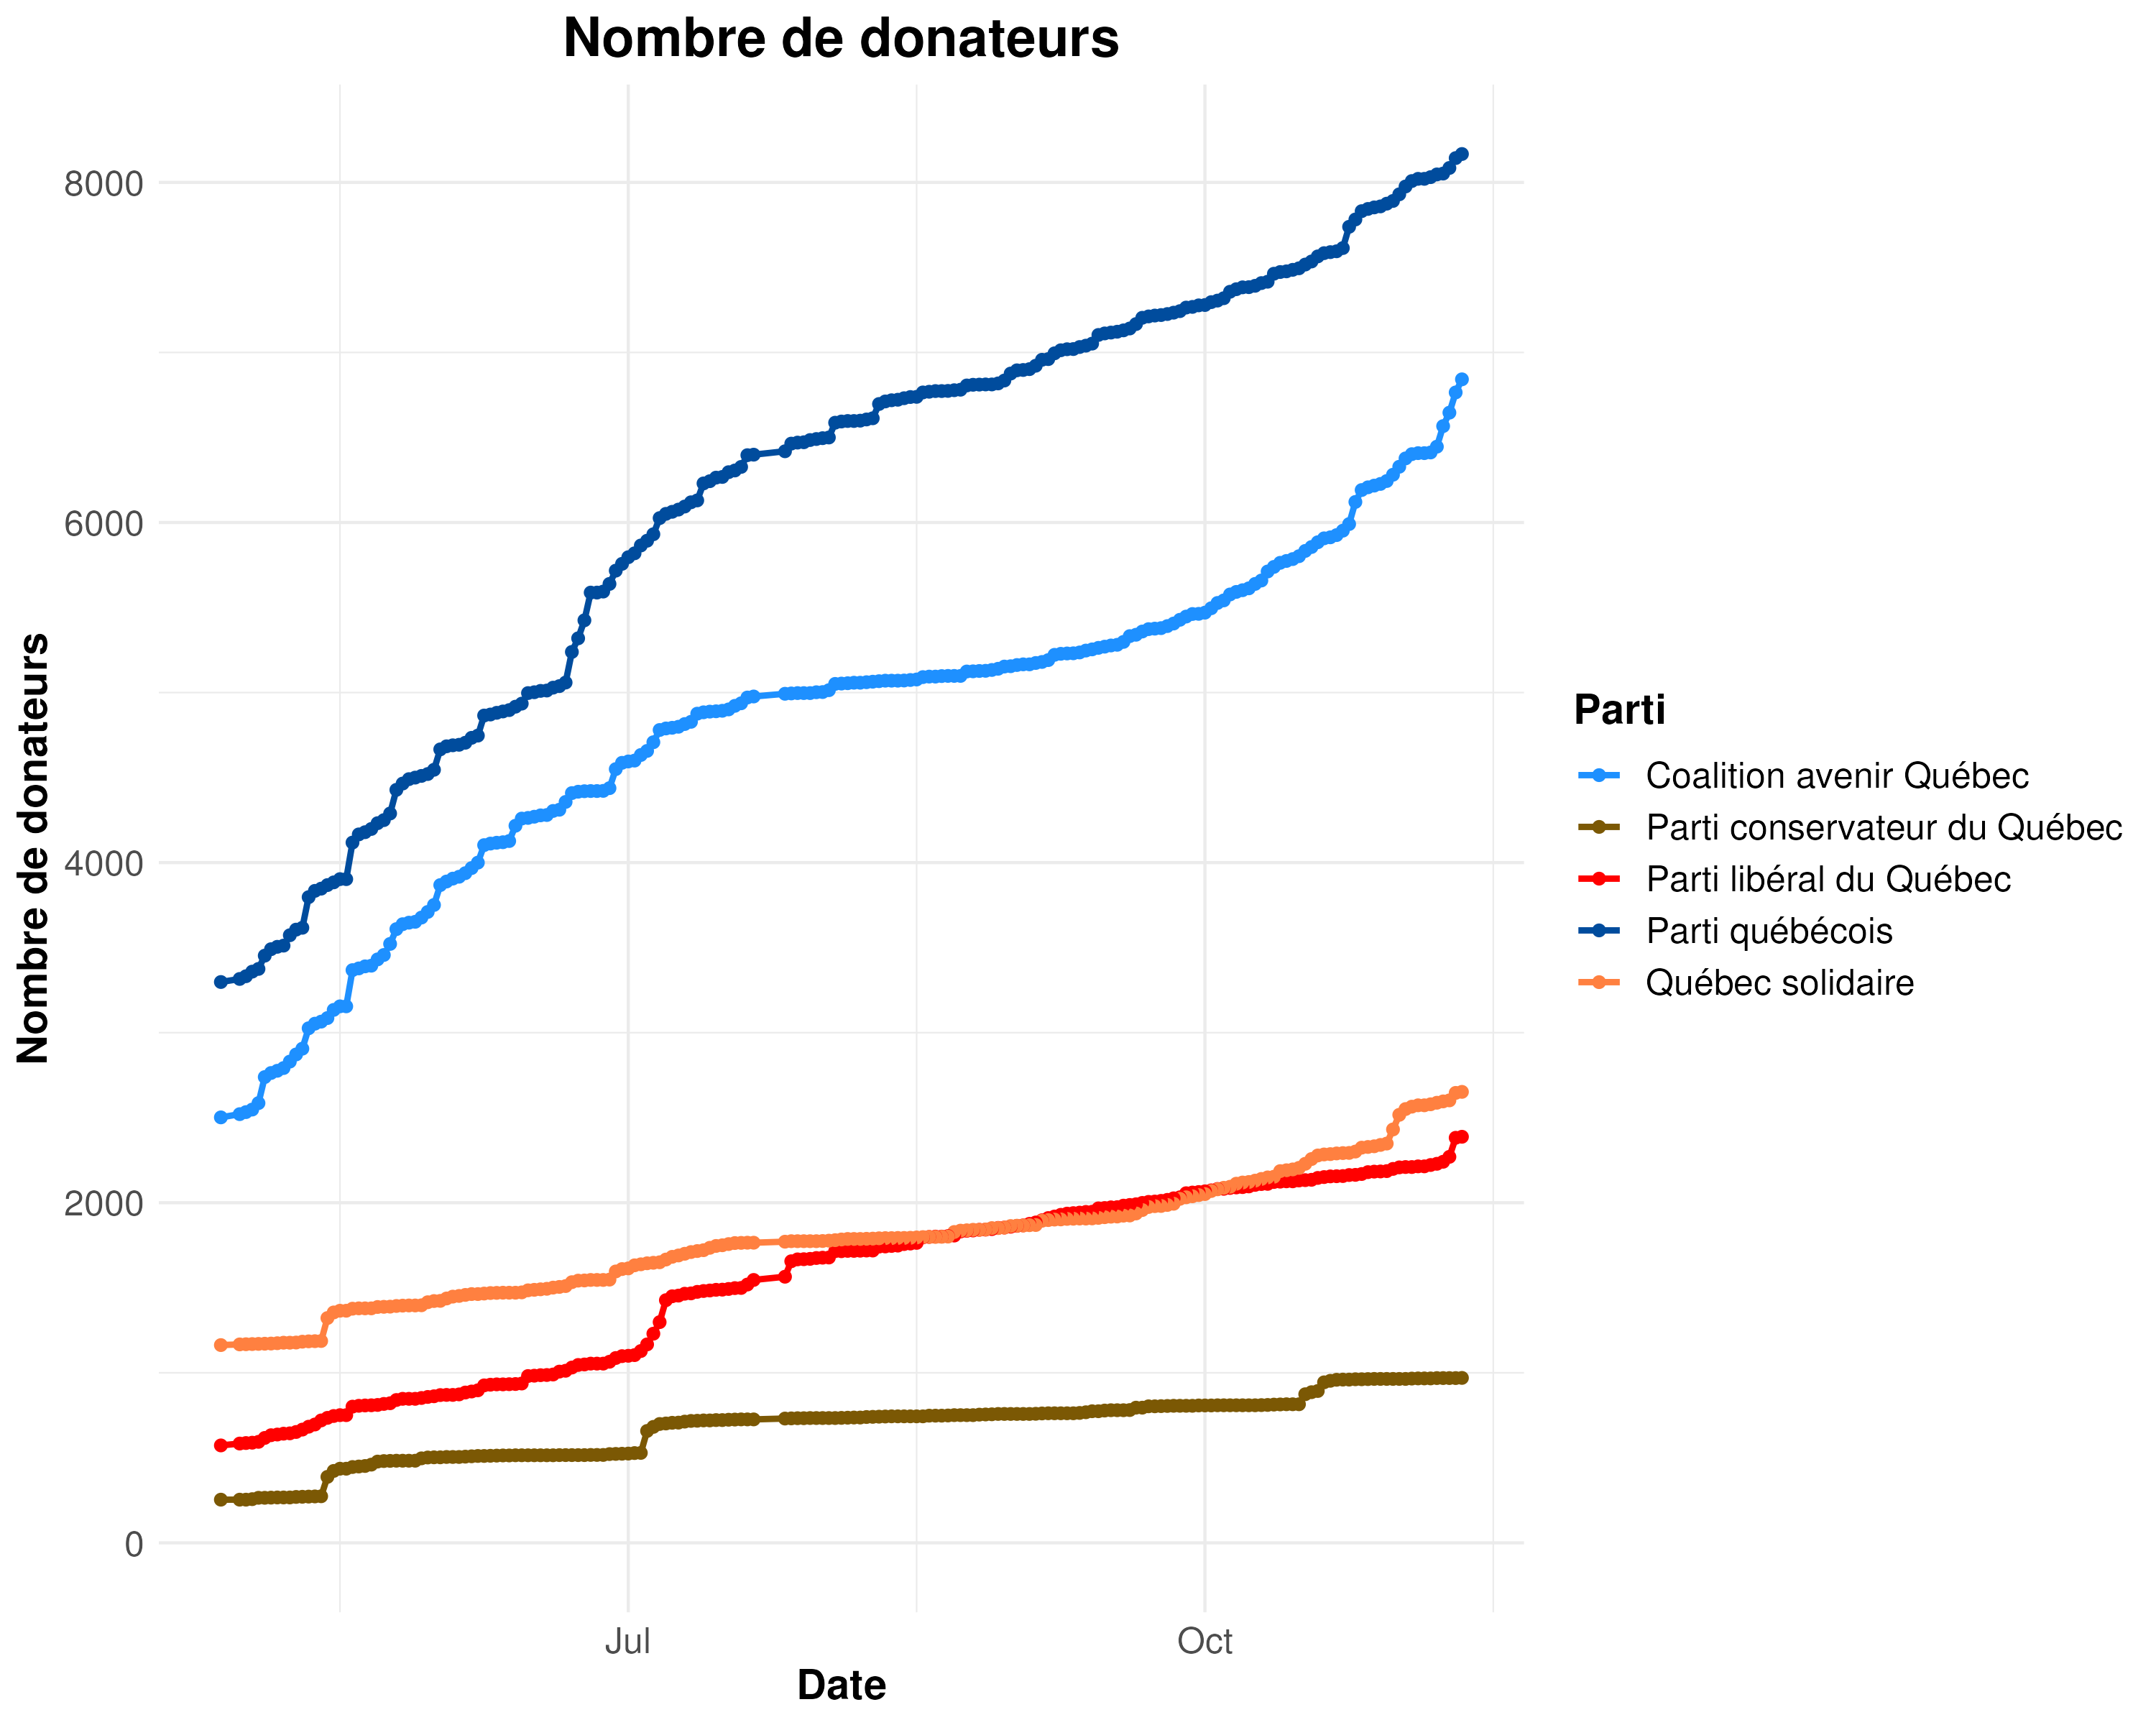 Nombre de donateurs
Nombre de donateurs
8000
6000
4000
2000
0
Jul
Oct
Date
Parti
Coalition avenir Québec
Parti conservateur du Québec
Parti libéral du Québec
Parti québécois
Québec solidaire